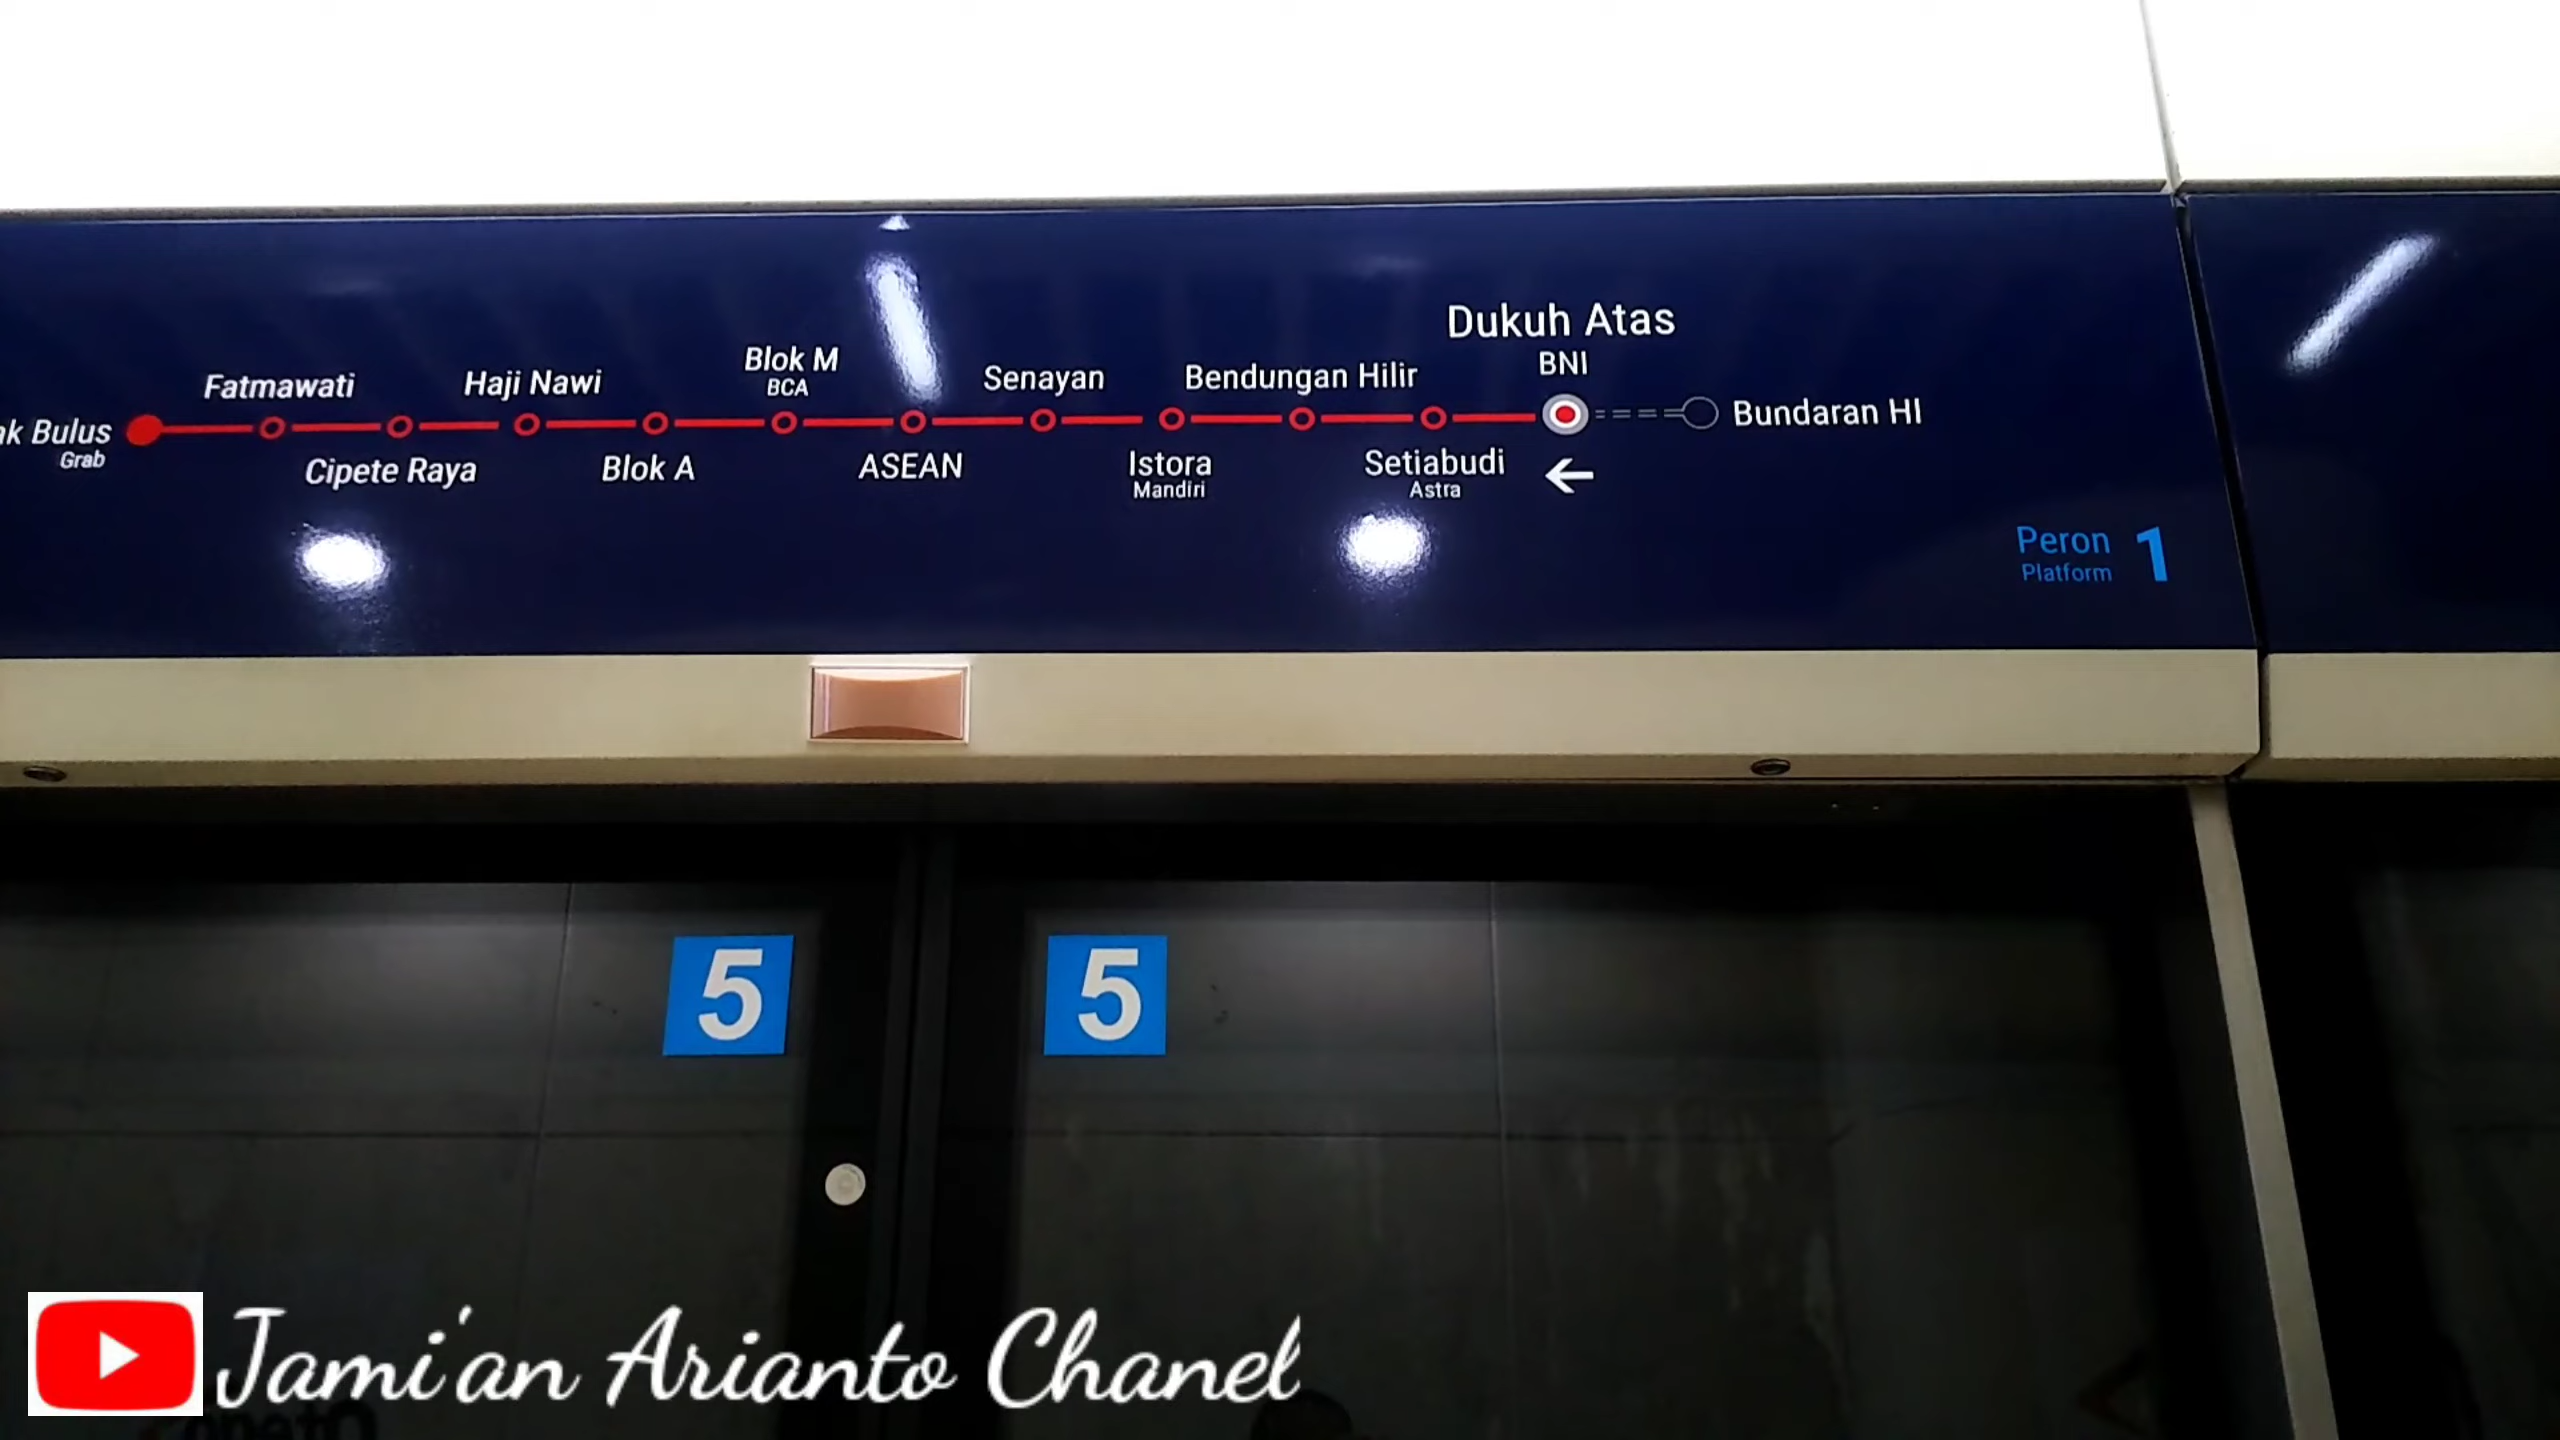 Dukuh Atas
BNI
Blok M
BCA
Fatmawati
Haji Nawi
Senayan
Bendungan Hilir
Bundaran HI
ak Bulus
Grab
Cipete Raya
Blok A
ASEAN
Istora
Mandiri
Setiabudi
Astra
Peron
Platform
1
5
5
Jami'an Arianto Chanel